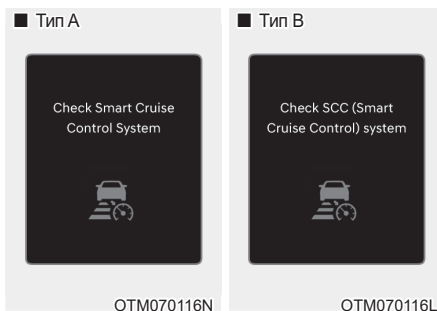 ■ Тип A
Check Smart Cruise
Control System
OTM070116N
■ Тип B
Check SCC (Smart
Cruise Control) system
OTM070116L